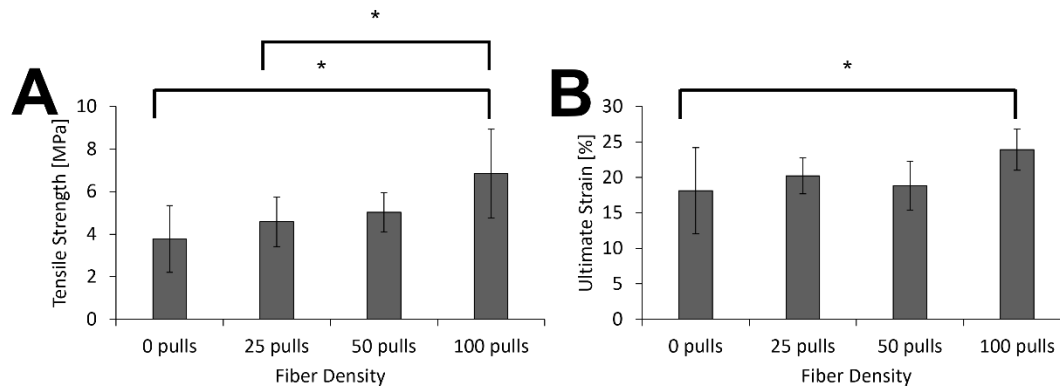 A
*
*
Tensile Strength [MPa]
10
8
6
4
2
0
0 pulls
25 pulls
50 pulls
100 pulls
Fiber Density
B
*
Ultimate Strain [%]
30
25
20
15
10
5
0
0 pulls
25 pulls
50 pulls
100 pulls
Fiber Density